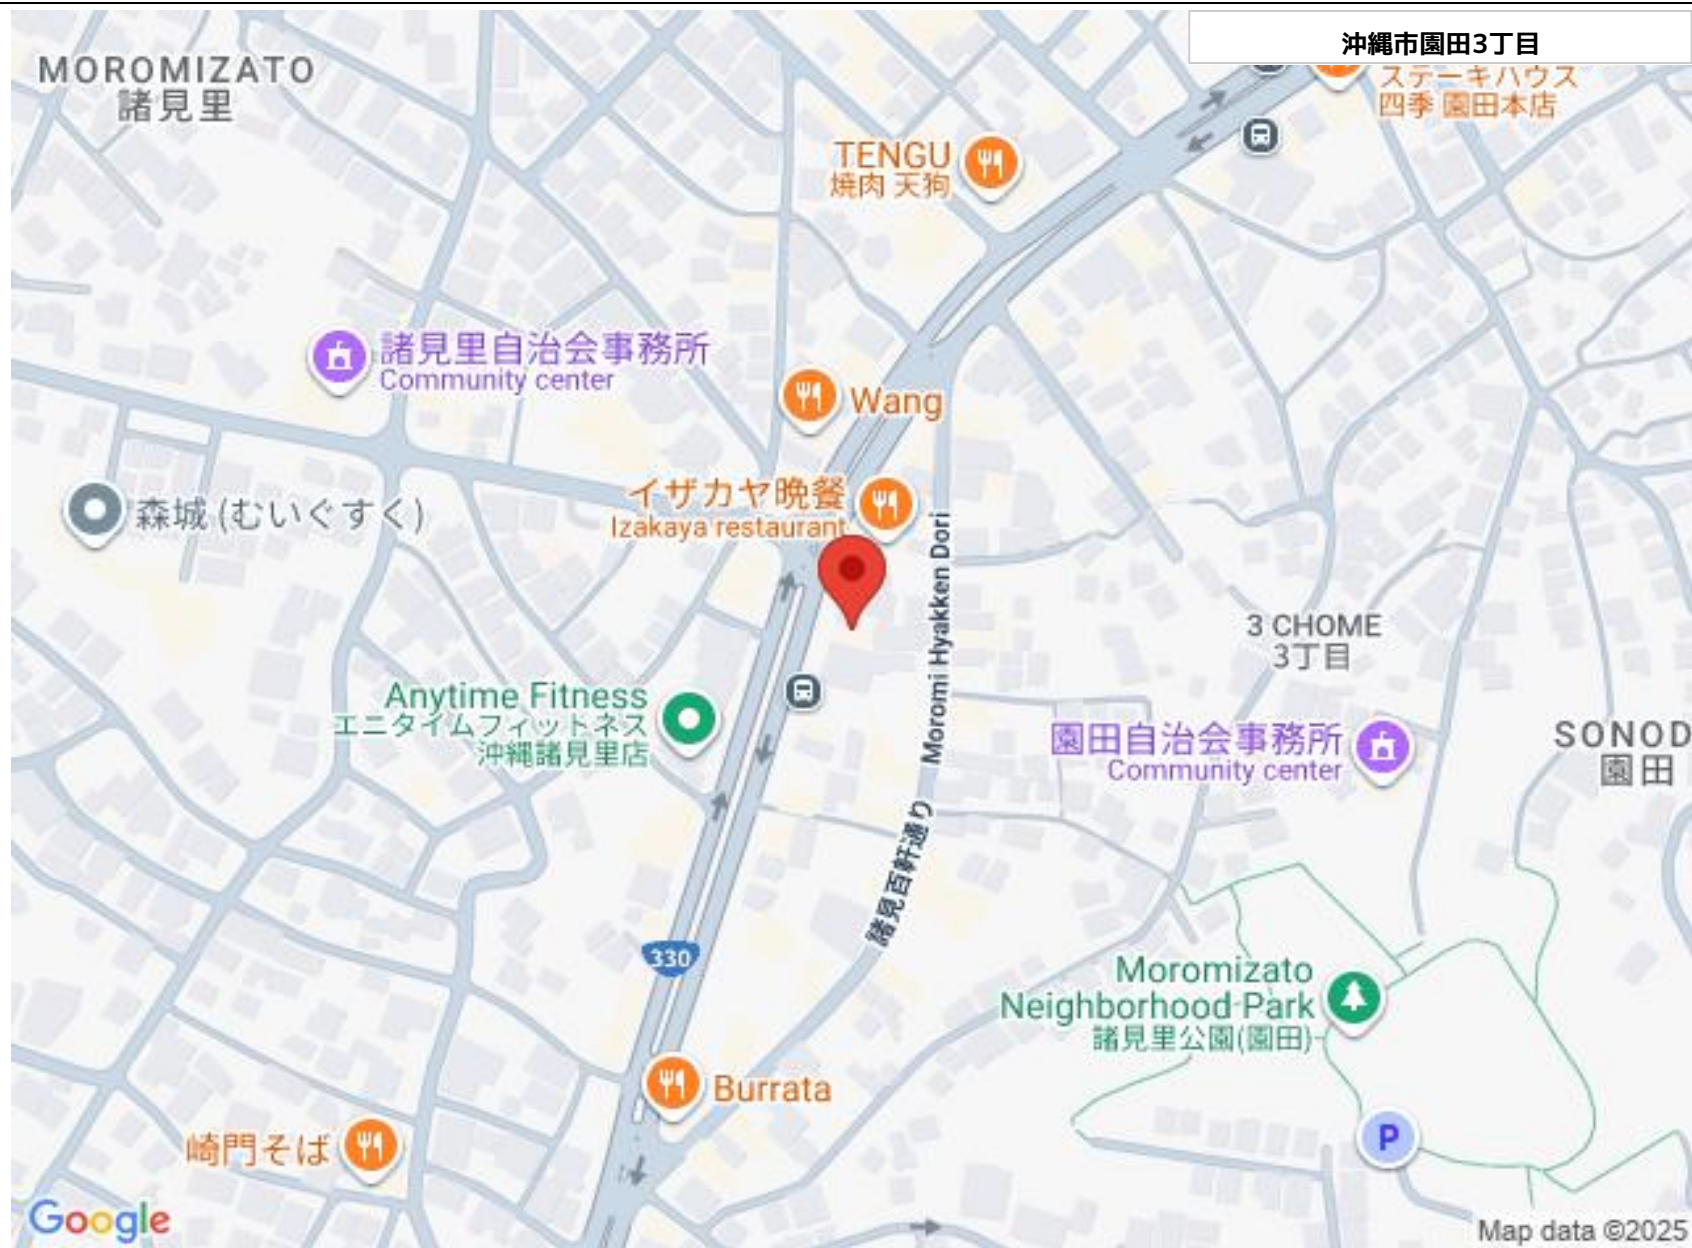 沖縄市園田3丁目
MOROMIZATO
諸見里
ステーキハウス
四季 園田本店
TENGU
焼肉 天狗
諸見里自治会事務所
Community center
Wang
イザカヤ晩餐
Izakaya restaurant
森城 (むいぐすく)
Moromi Hyakken Dori
3 CHOME
3丁目
Anytime Fitness
エニタイムフィットネス
沖縄諸見里店
園田自治会事務所
Community center
SONOD
園田
諸見百軒通り
330
Moromizato
Neighborhood Park
諸見里公園(園田)
Burrata
P
崎門そば
Google
Map data ©2025